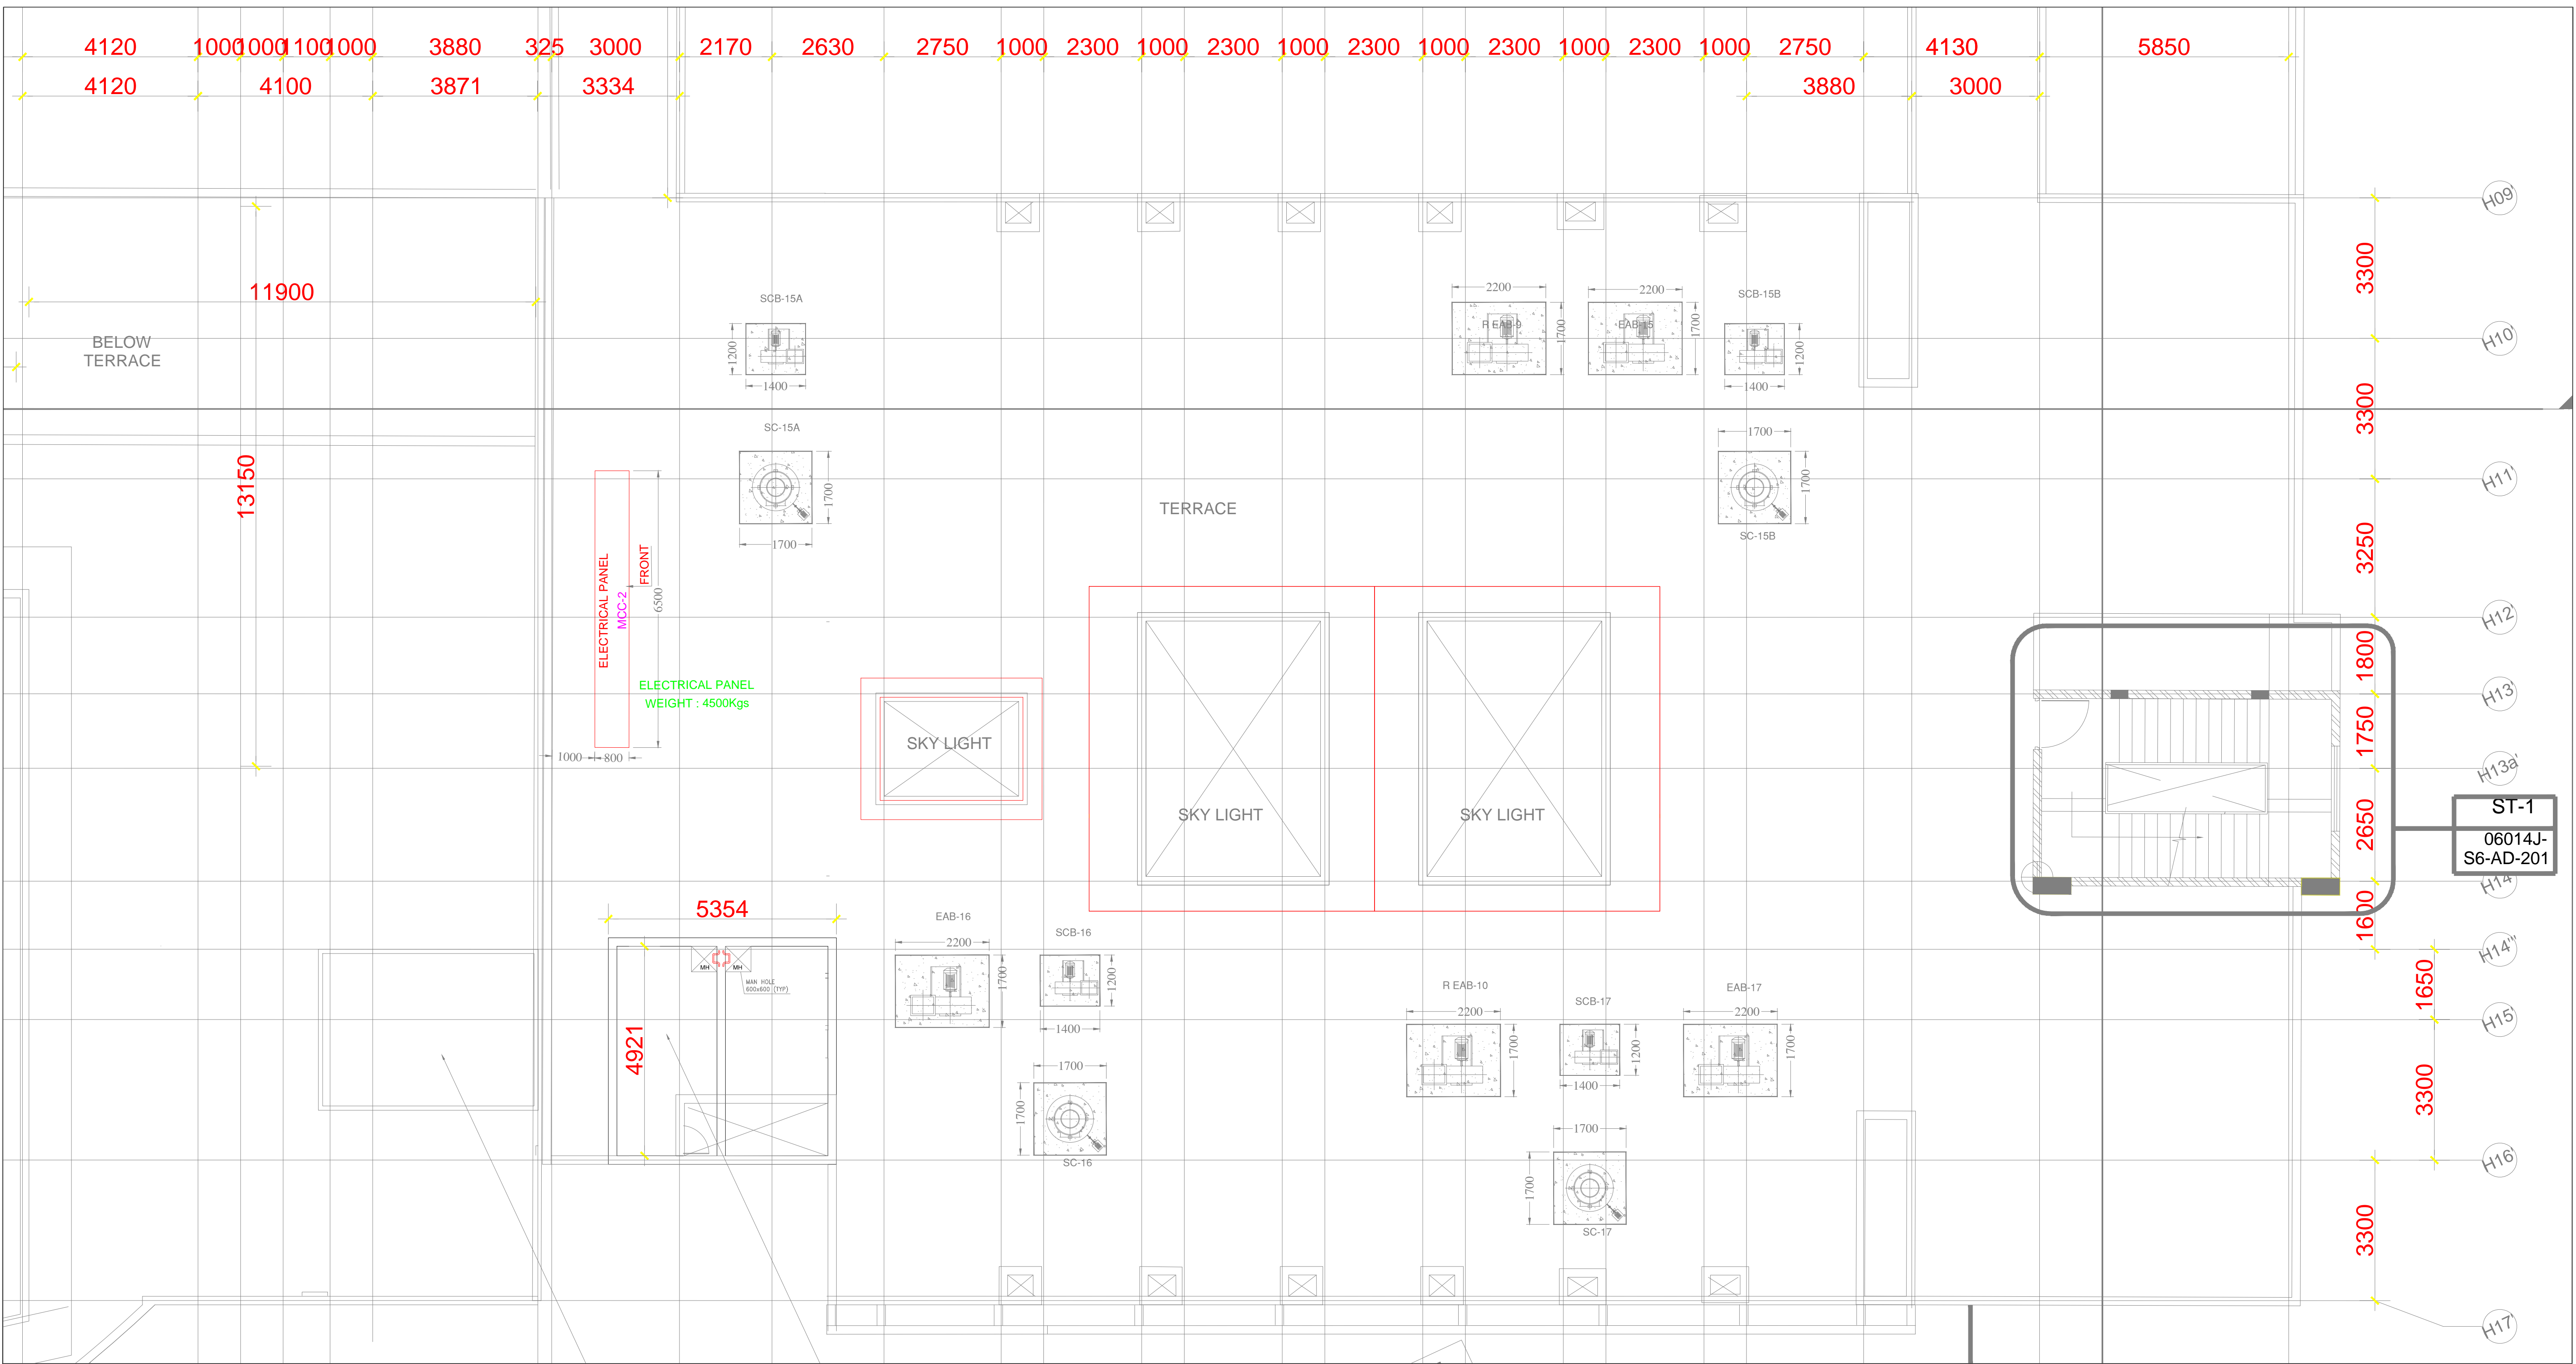 4120 1000 1000 1100 1000 3880 325 3000 2170 2630 2750 1000 2300 1000 2300 1000 2300 1000 2300 1000 2300 1000 2750 4130 5850
4120 4100 3871 3334 3880 3000
H09'
3300
11900
SCB-15A
2200
2200
SCB-15B
BELOW
TERRACE
1200
R EAB-9
1700
EAB-15
1700
1200
H10'
1400
1400
3300
SC-15A
1700
13150
1700
1700
H11'
TERRACE
1700
SC-15B
3250
ELECTRICAL PANEL
MCC-2
FRONT
6500
H12'
1800
ELECTRICAL PANEL
WEIGHT : 4500Kgs
H13'
1750
SKY LIGHT
1000 800
H13a'
SKY LIGHT
SKY LIGHT
2650
ST-1
06014J-
S6-AD-201
H14'
5354
EAB-16
1600
SCB-16
2200
H14'''
MH MH
MAN HOLE
600x600 (TYP)
1700
1200
1650
R EAB-10
EAB-17
SCB-17
2200
2200
H15'
4921
1400
1700
1200
1700
1700
1400
3300
1700
1700
SC-16
H16'
1700
SC-17
3300
H17'